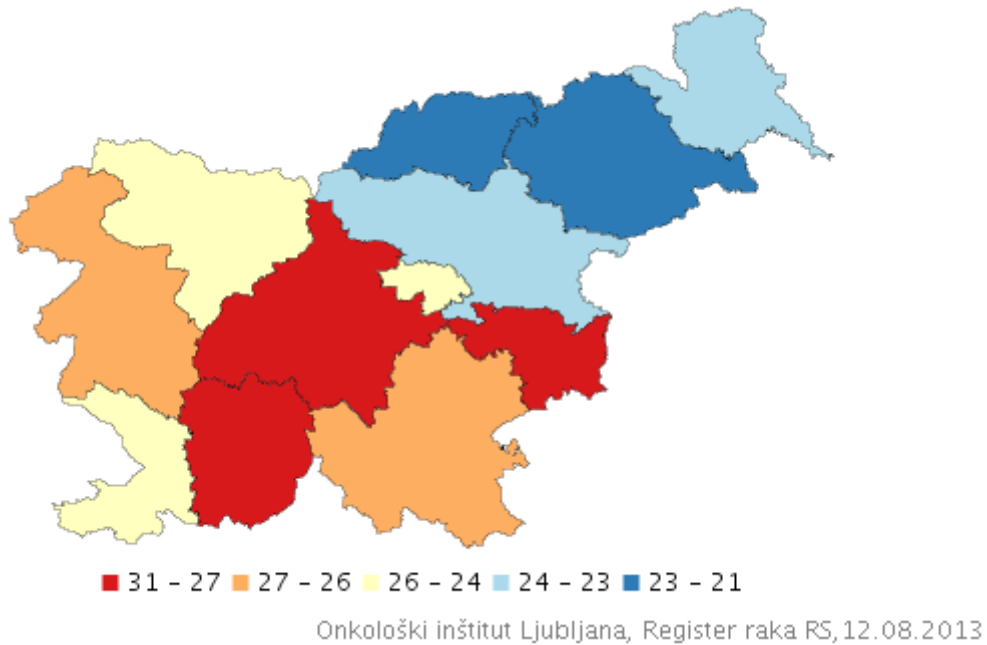 31 – 27 27 – 26 26 – 24 24 – 23 23 – 21
Onkološki inštitut Ljubljana, Register raka RS,12.08.2013